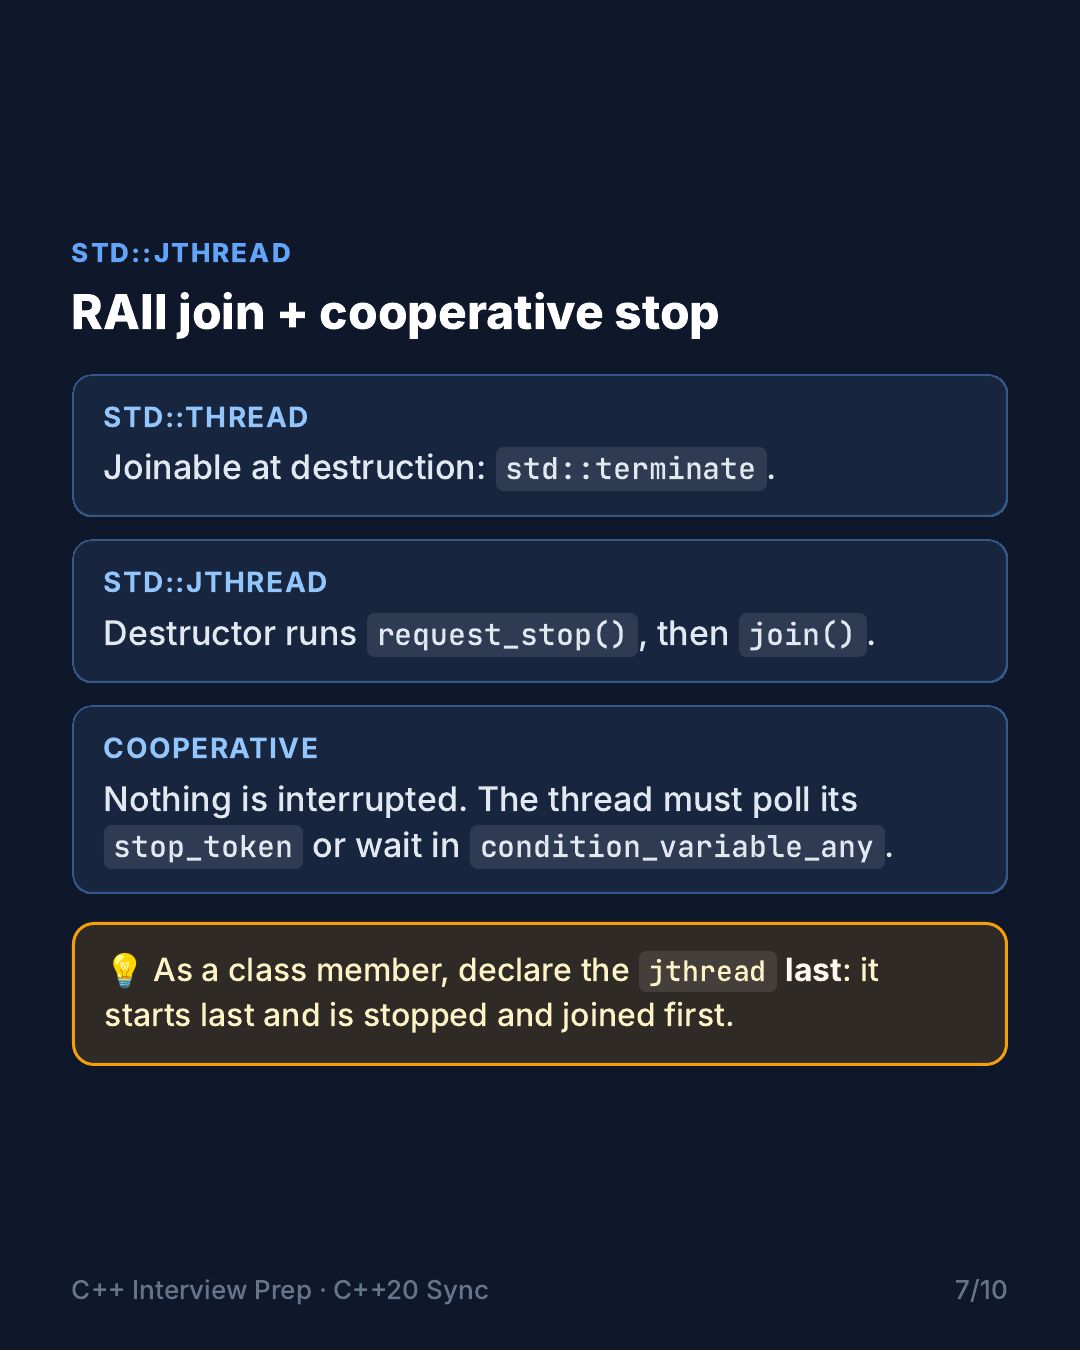 STD::JTHREAD
RAII join + cooperative stop
STD::THREAD
Joinable at destruction: std::terminate.
STD::JTHREAD
Destructor runs request_stop(), then join().
COOPERATIVE
Nothing is interrupted. The thread must poll its
stop_token or wait in condition_variable_any.
💡 As a class member, declare the jthread last: it
starts last and is stopped and joined first.
C++ Interview Prep · C++20 Sync
7/10